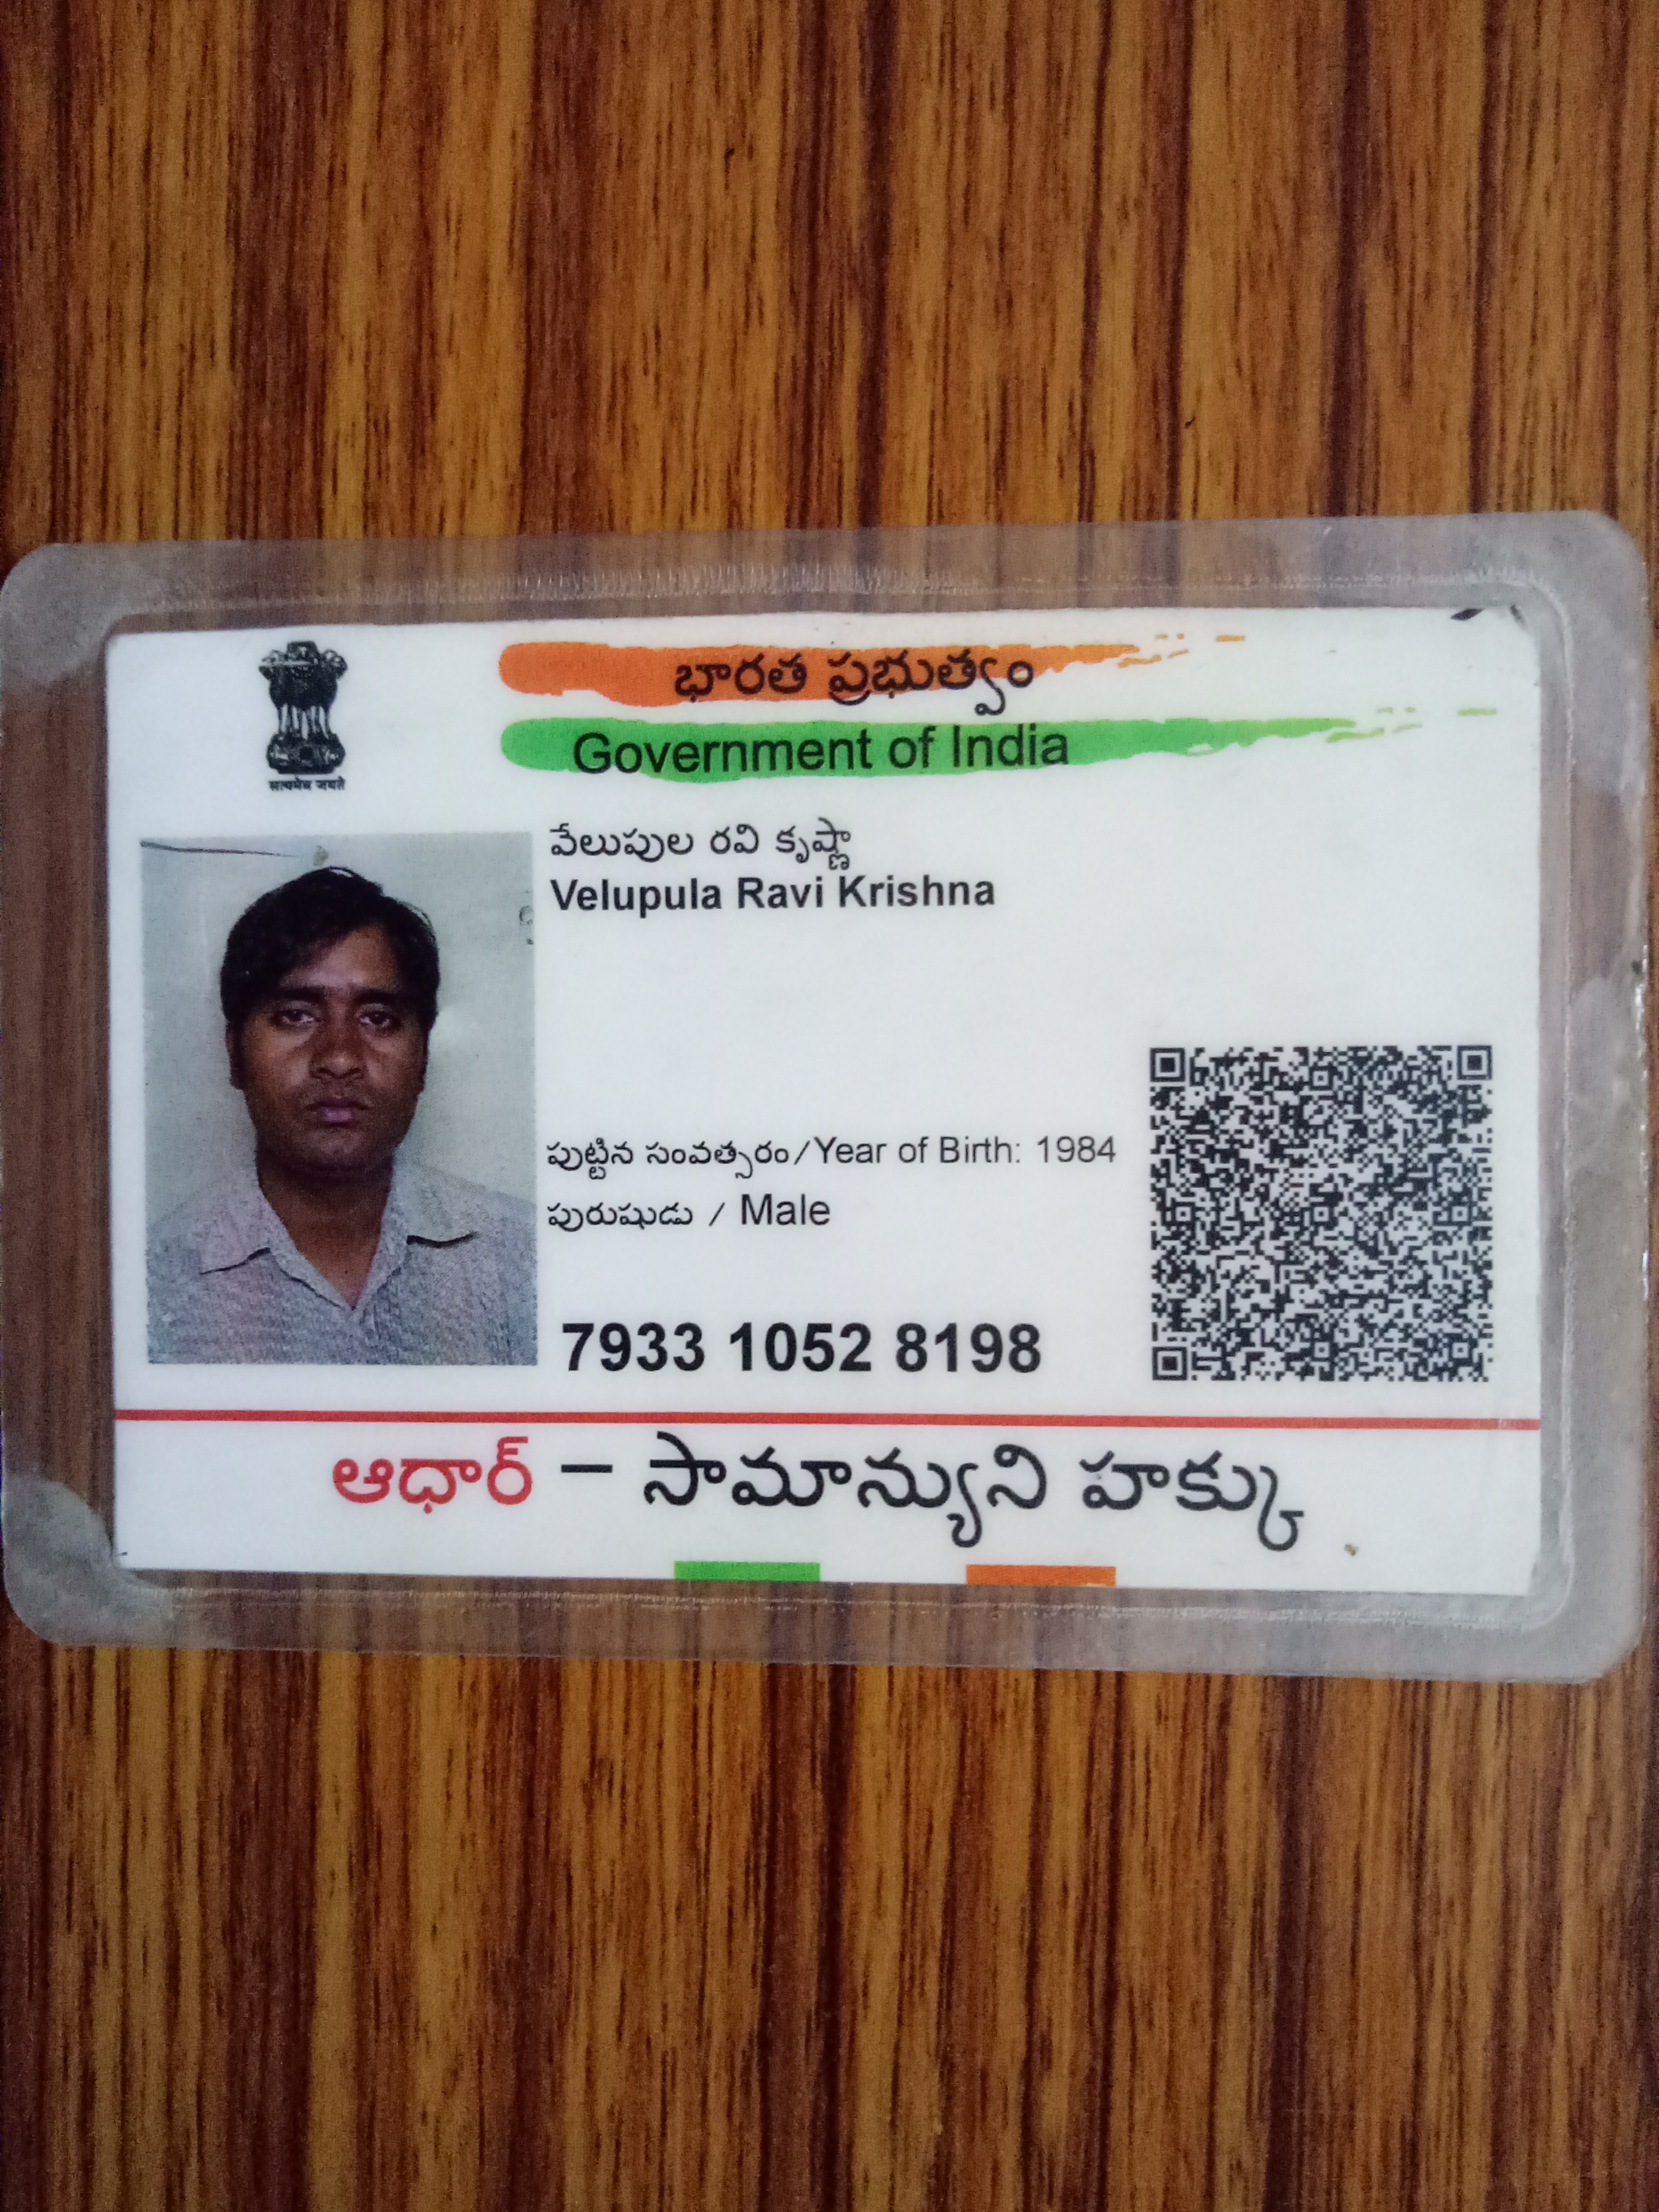 భారత ప్రభుత్వం
Government of India
सत्यमेव जयते
వేలుపుల రవి కృష్ణా
Velupula Ravi Krishna
పుట్టిన సంవత్సరం/Year of Birth: 1984
పురుషుడు / Male
7933 1052 8198
ఆధార్ – సామాన్యుని హక్కు